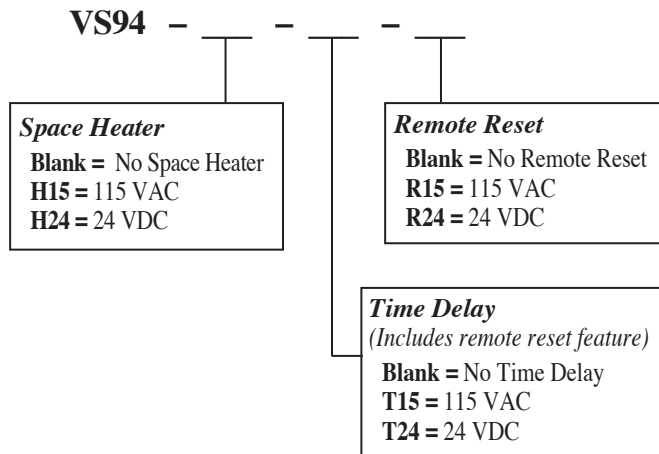 VS94 – ___ – ___ – ___
Space Heater
Blank = No Space Heater
H15 = 115 VAC
H24 = 24 VDC
Remote Reset
Blank = No Remote Reset
R15 = 115 VAC
R24 = 24 VDC
Time Delay
(Includes remote reset feature)
Blank = No Time Delay
T15 = 115 VAC
T24 = 24 VDC